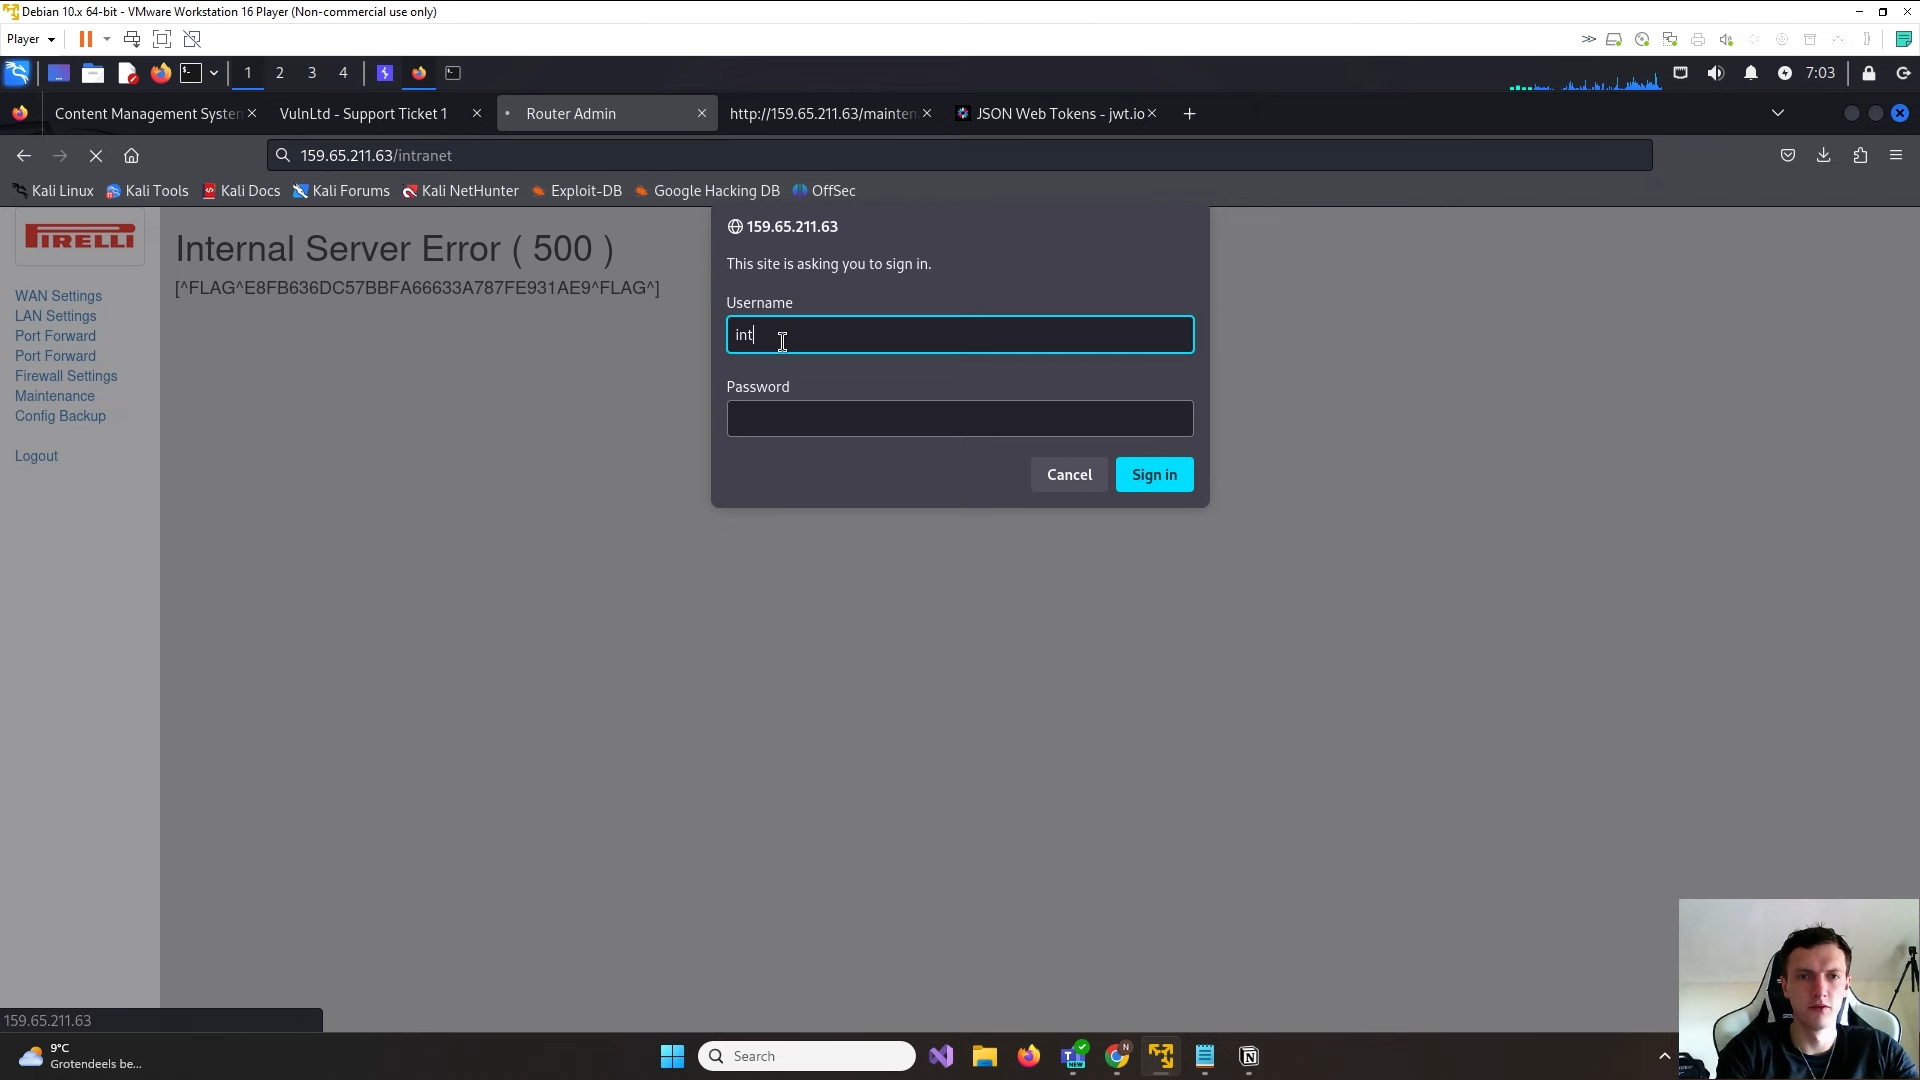 Debian 10.x 64-bit - VMware Workstation 16 Player (Non-commercial use only)
Player
1 2 3 4
7:03
Content Management System
VulnLtd - Support Ticket 1
Router Admin
http://159.65.211.63/mainten
JSON Web Tokens - jwt.io
159.65.211.63/intranet
Kali Linux
Kali Tools
Kali Docs
Kali Forums
Kali NetHunter
Exploit-DB
Google Hacking DB
OffSec
PIRELLI
WAN Settings
LAN Settings
Port Forward
Port Forward
Firewall Settings
Maintenance
Config Backup
Logout
Internal Server Error ( 500 )
[^FLAG^E8FB636DC57BBFA66633A787FE931AE9^FLAG^]
159.65.211.63
This site is asking you to sign in.
Username
int
Password
Cancel
Sign in
159.65.211.63
9°C
Grotendeels be...
Search
NEW
N